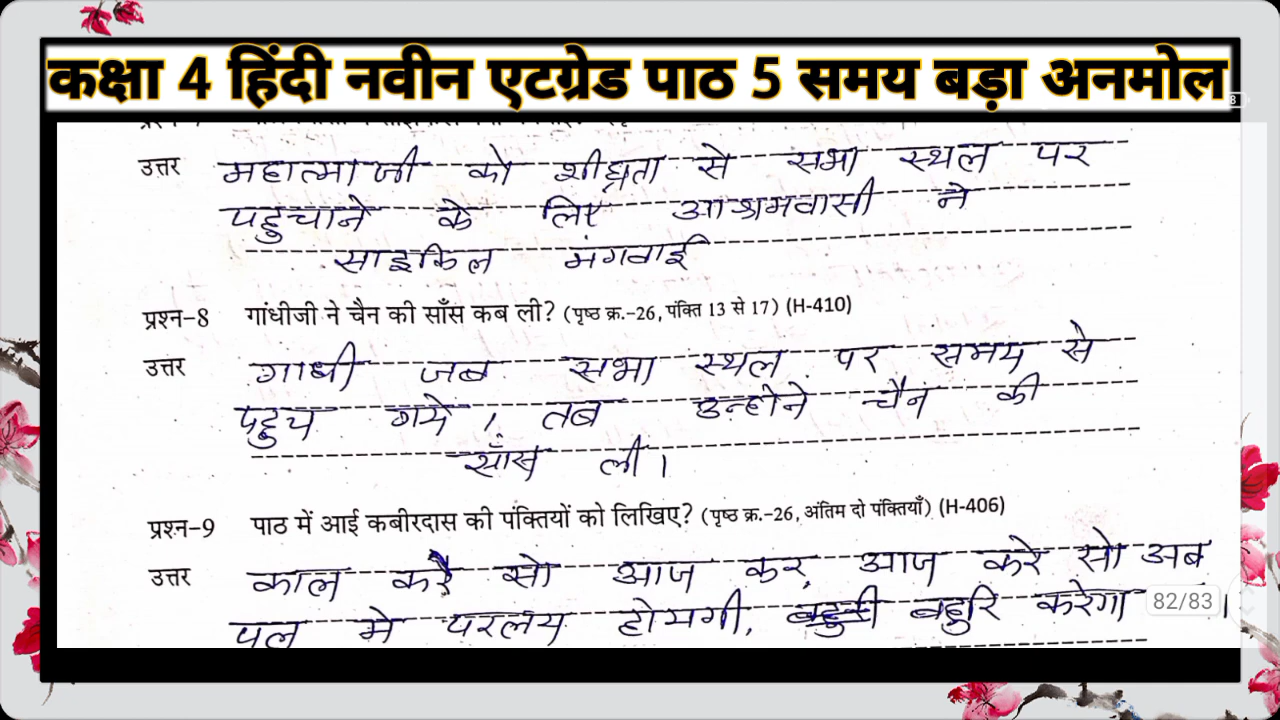 कक्षा 4 हिंदी नवीन एटग्रेड पाठ 5 समय बड़ा अनमोल
उत्तर महात्मा जी को शीघ्रता से सभा स्थल पर
पहुचाने के लिए आश्रमवासी ने
साइकिल मंगवाई
प्रश्न-8 गांधीजी ने चैन की साँस कब ली? (पृष्ठ क्र.-26, पंक्ति 13 से 17) (H-410)
उत्तर गाधी जब सभा स्थल पर समय से
पहुच गये । तब उन्होने चैन की
साँस ली।
प्रश्न-9 पाठ में आई कबीरदास की पंक्तियों को लिखिए? (पृष्ठ क्र.-26, अंतिम दो पंक्तियाँ) (H-406)
उत्तर काल करै सो आज कर, आज करे सो अब
पल मे परलय होयगी, बहुरि करेगा ।
82/83